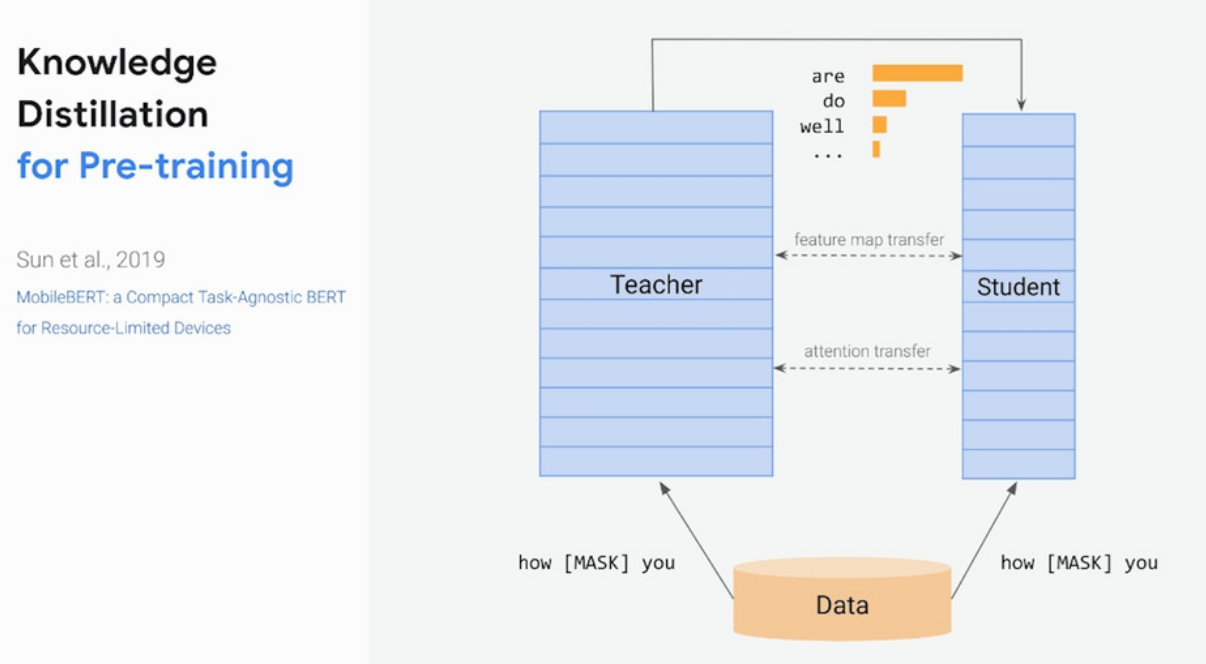 Knowledge
Distillation
for Pre-training
Sun et al., 2019
MobileBERT: a Compact Task-Agnostic BERT
for Resource-Limited Devices
are
do
well
...
feature map transfer
Teacher
Student
attention transfer
how [MASK] you
how [MASK] you
Data